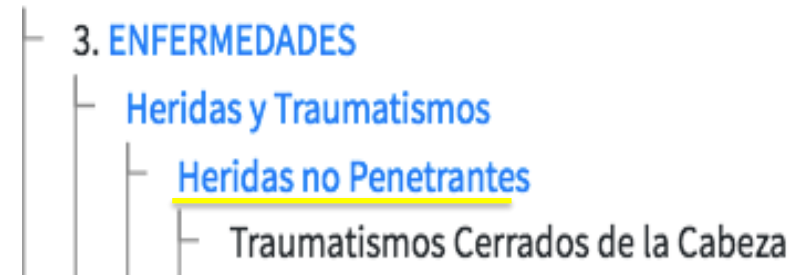 3. ENFERMEDADES
Heridas y Traumatismos
Heridas no Penetrantes
Traumatismos Cerrados de la Cabeza